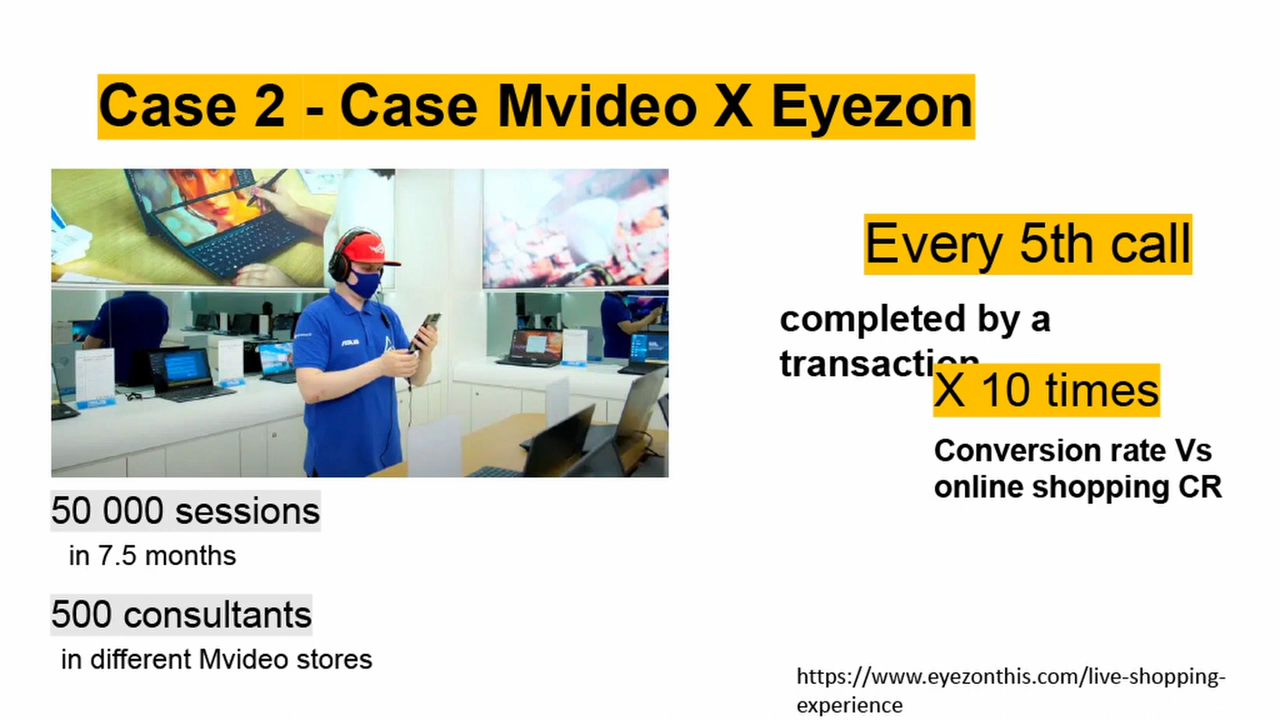 Case 2 - Case Mvideo X Eyezon
Every 5th call
completed by a
transaction
X 10 times
Conversion rate Vs
online shopping CR
ASUS
50 000 sessions
in 7.5 months
500 consultants
in different Mvideo stores
https://www.eyezonthis.com/live-shopping-
experience